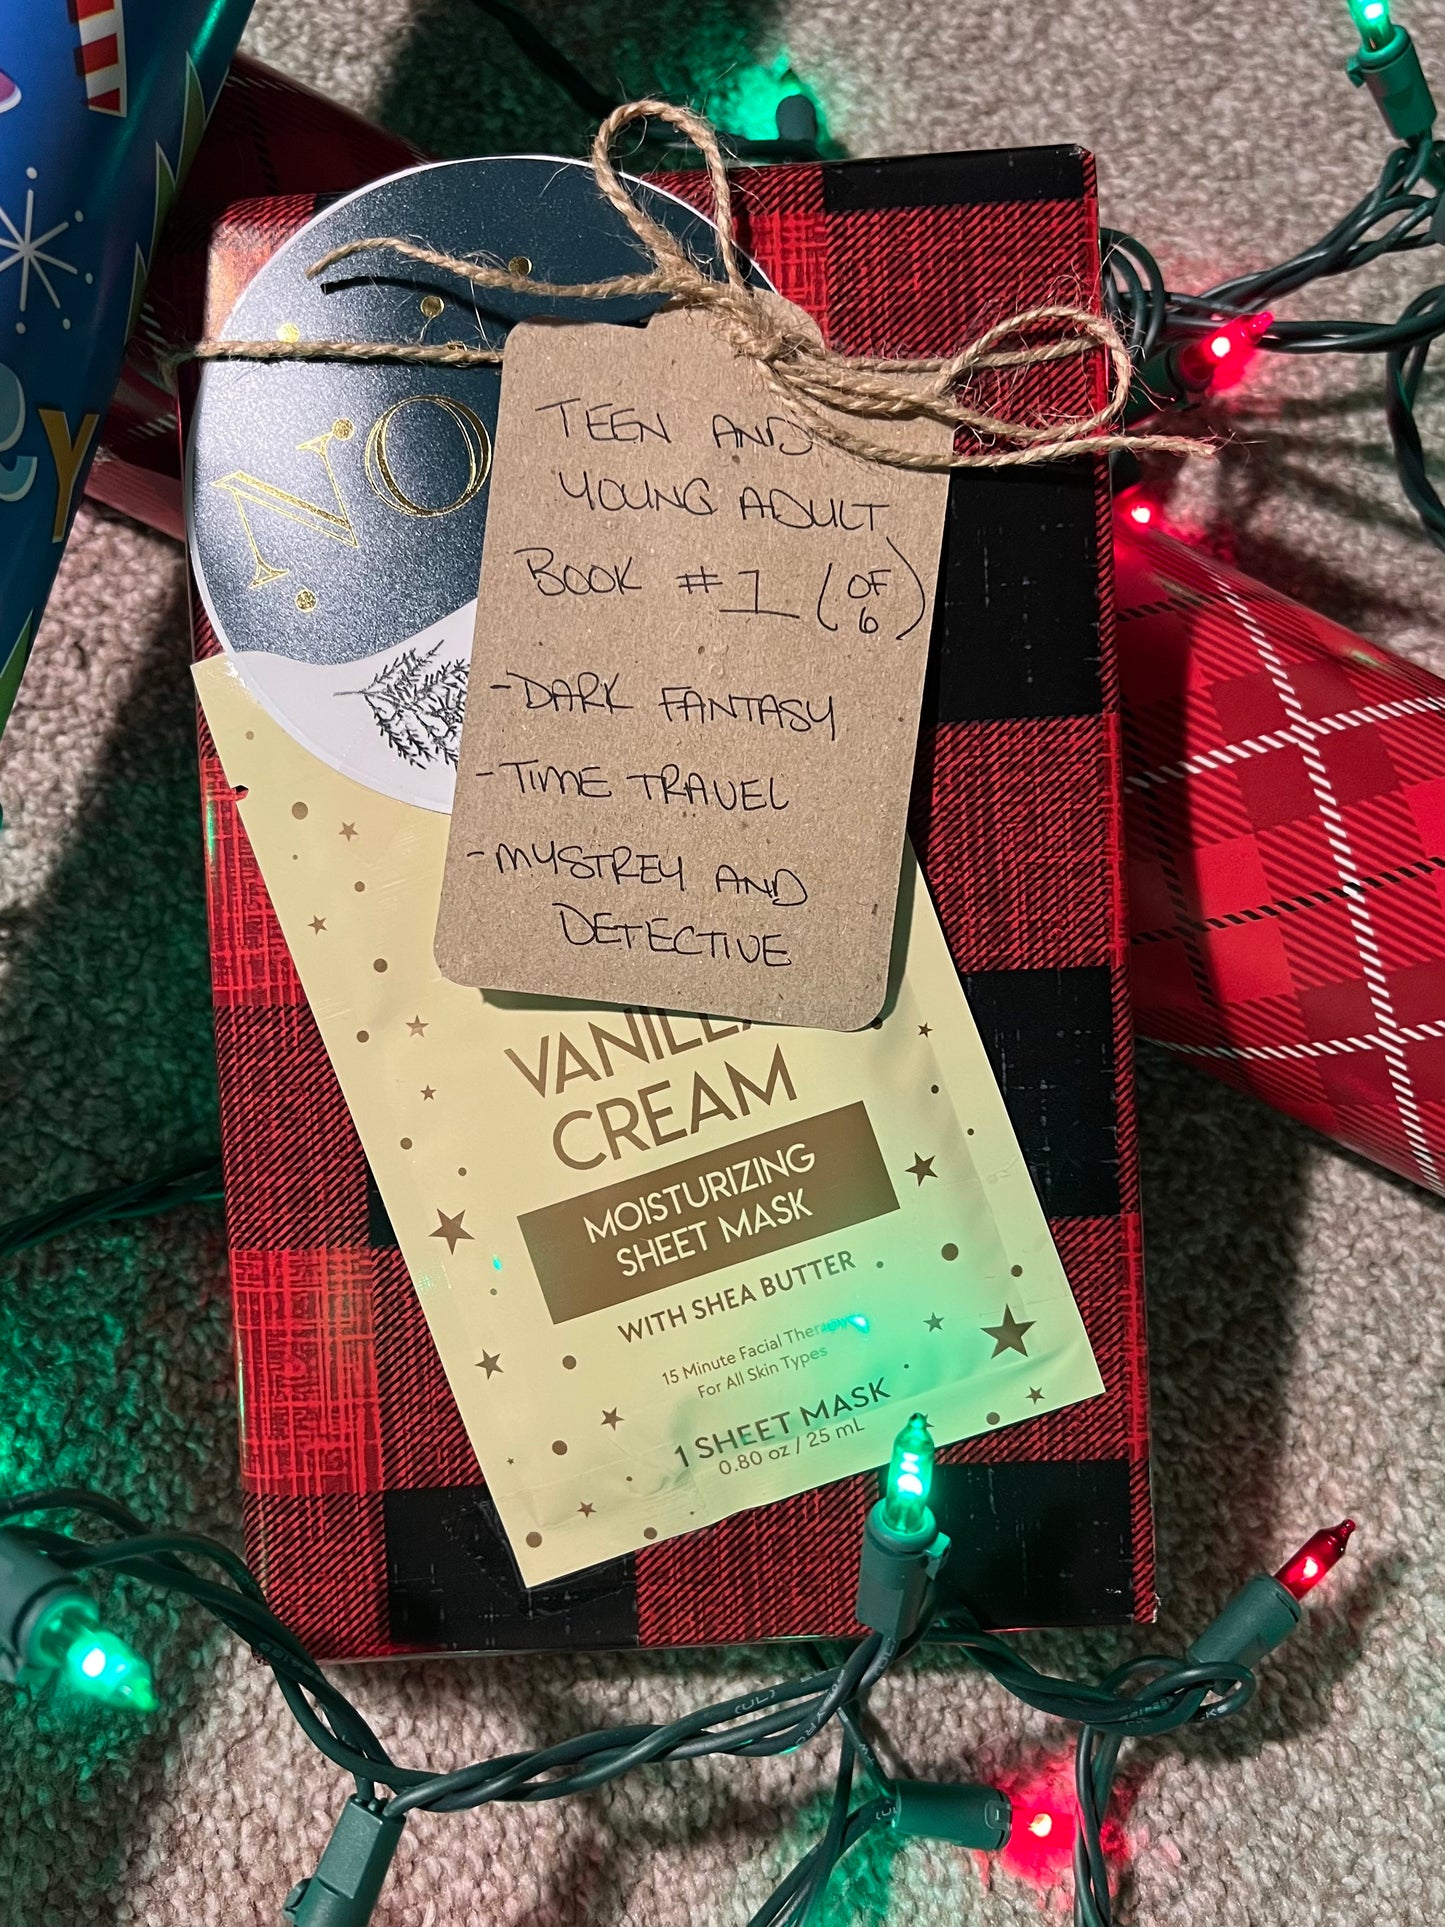 NO
TEEN AND
YOUNG ADULT
BOOK #1 (OF 6)
-DARK FANTASY
-TIME TRAVEL
-MYSTREY AND
DETECTIVE
VANILLA
CREAM
MOISTURIZING
SHEET MASK
WITH SHEA BUTTER
15 Minute Facial Therapy
For All Skin Types
1 SHEET MASK
0.80 oz / 25 mL